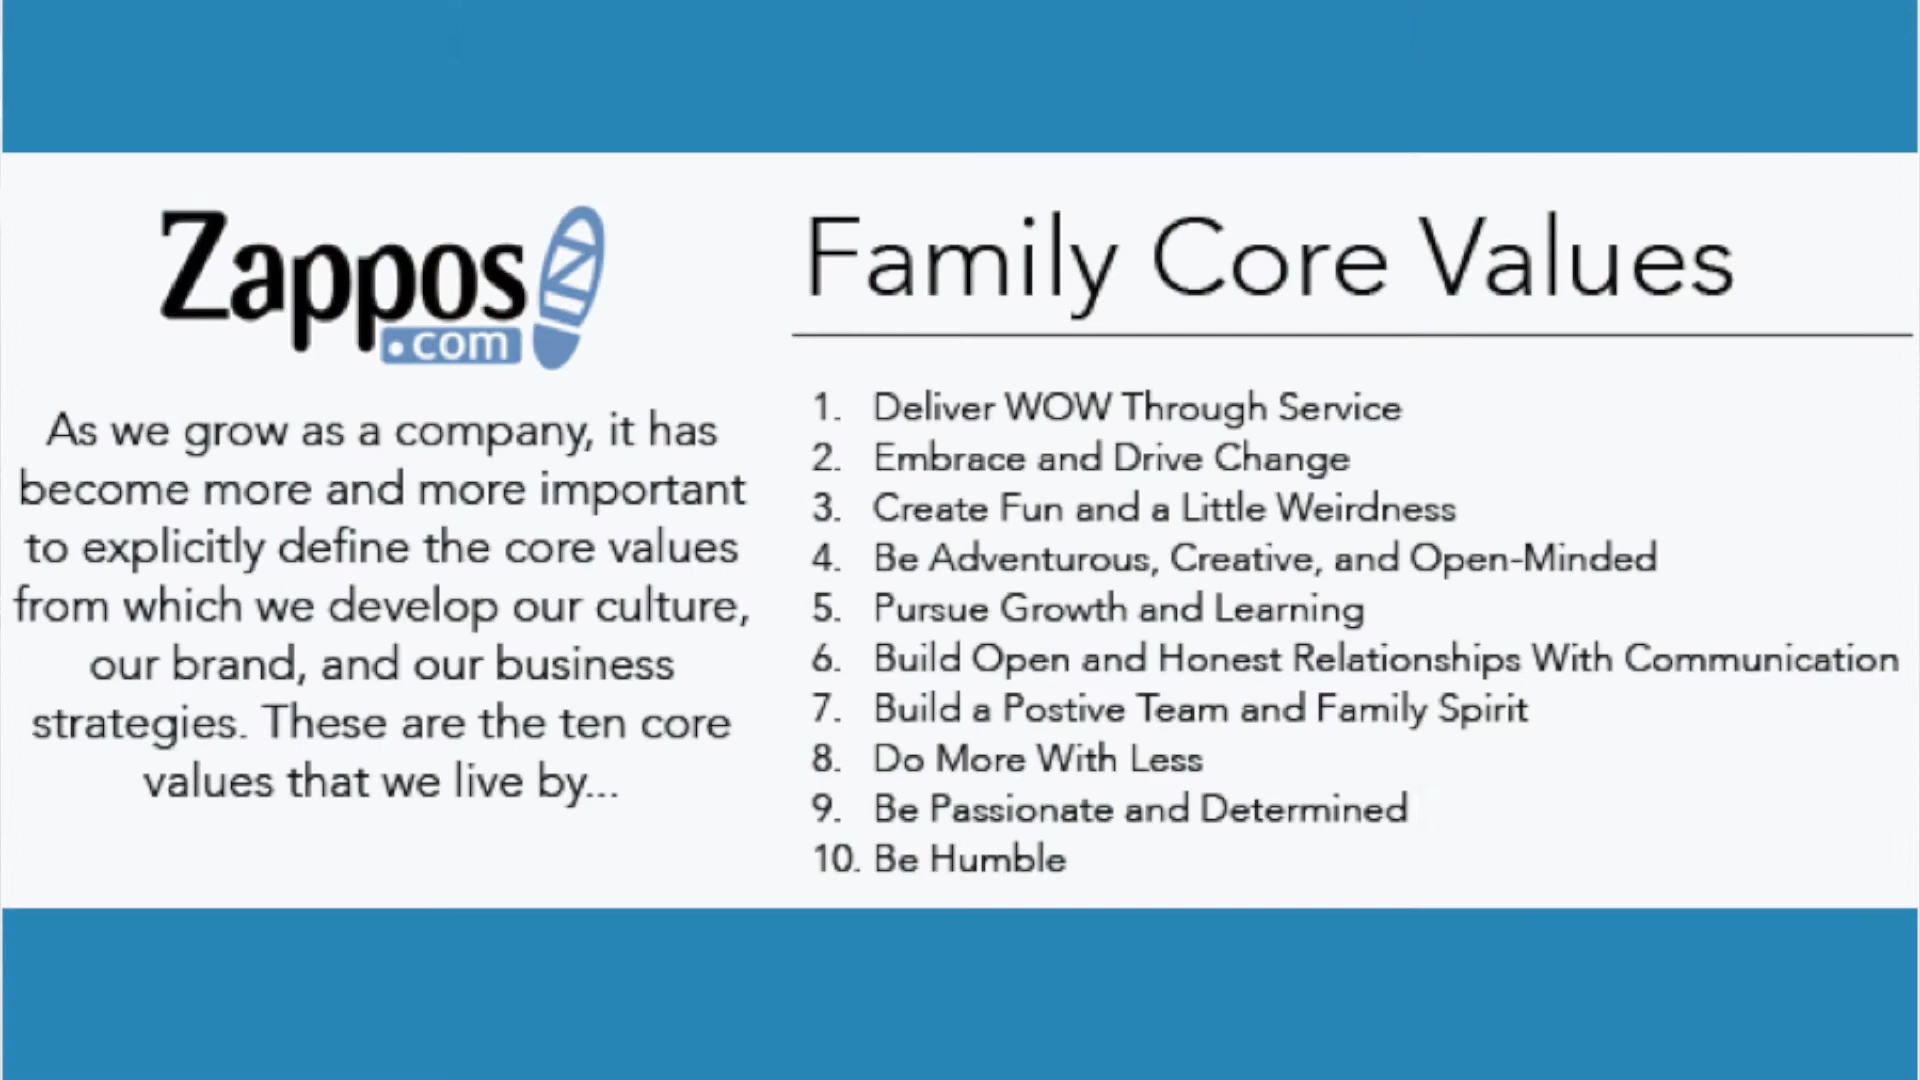 Zappos
.com
As we grow as a company, it has
become more and more important
to explicitly define the core values
from which we develop our culture,
our brand, and our business
strategies. These are the ten core
values that we live by...
Family Core Values
1. Deliver WOW Through Service
2. Embrace and Drive Change
3. Create Fun and a Little Weirdness
4. Be Adventurous, Creative, and Open-Minded
5. Pursue Growth and Learning
6. Build Open and Honest Relationships With Communication
7. Build a Postive Team and Family Spirit
8. Do More With Less
9. Be Passionate and Determined
10. Be Humble